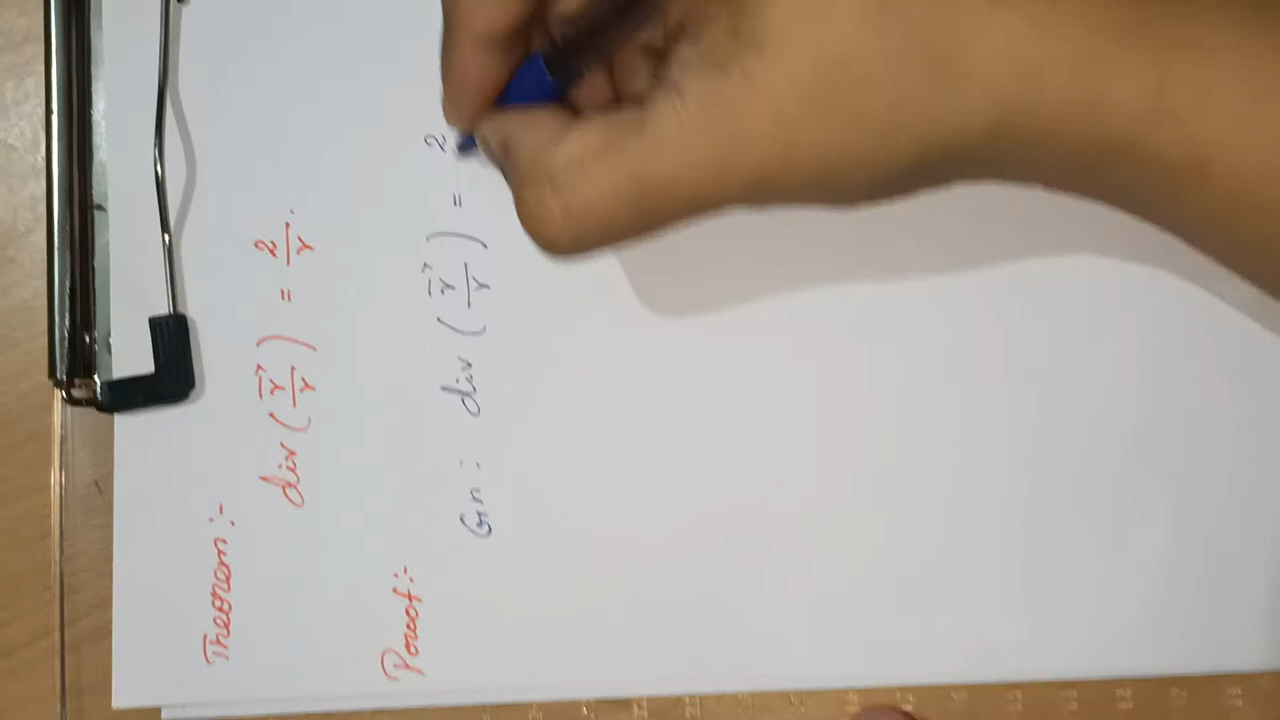 Theorem:-
div ( r⃗ / r ) = 2 / r .
Proof:-
Gn: div ( r⃗ / r ) = 2